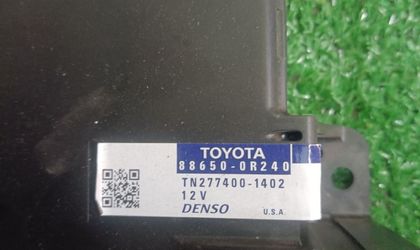 TOYOTA
88650-0R240
TN277400-1402
12V
DENSO U.S.A